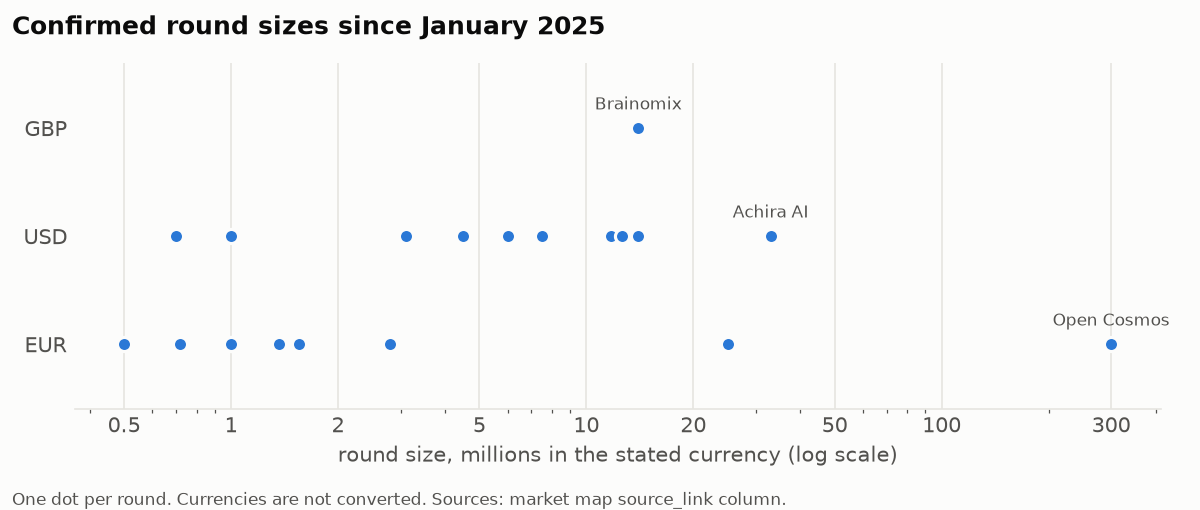 Confirmed round sizes since January 2025
Brainomix
GBP
Achira AI
USD
Open Cosmos
EUR
0.5 1 2 5 10 20 50 100 300
round size, millions in the stated currency (log scale)
One dot per round. Currencies are not converted. Sources: market map source_link column.